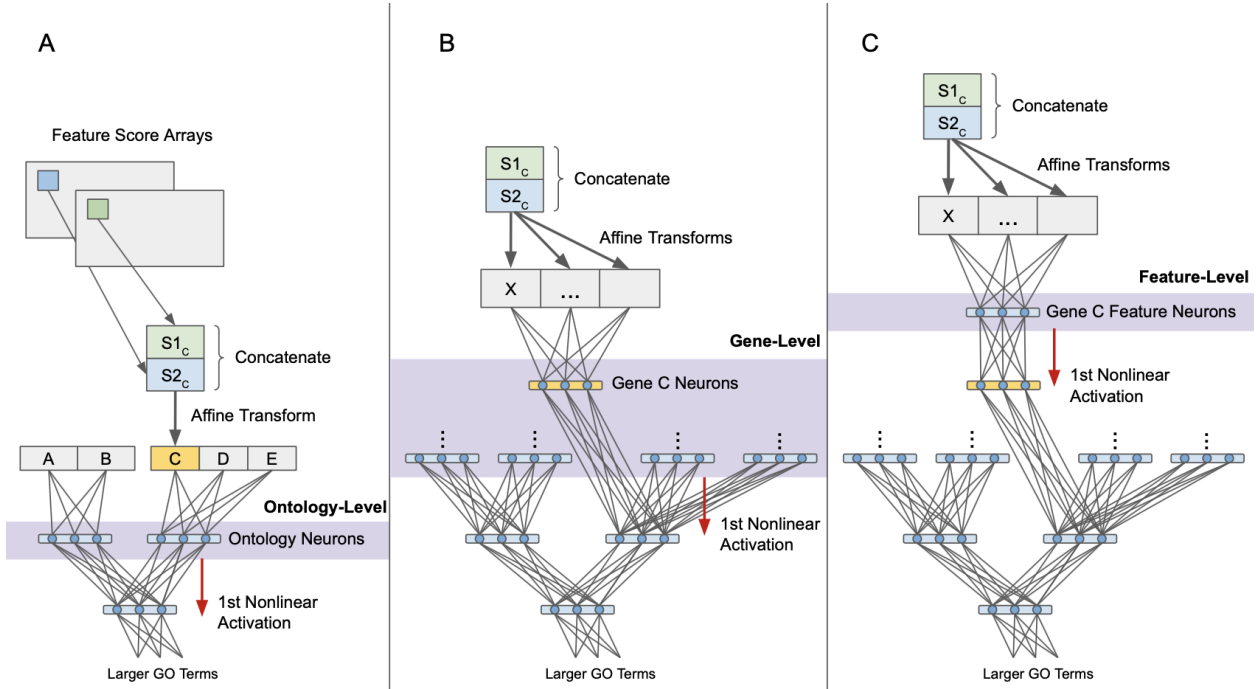 A
Feature Score Arrays
S1C
S2C
Concatenate
Affine Transform
A B C D E
Ontology-Level
Ontology Neurons
1st Nonlinear
Activation
Larger GO Terms
B
S1C
S2C
Concatenate
Affine Transforms
X ...
Gene-Level
Gene C Neurons
1st Nonlinear
Activation
Larger GO Terms
C
S1C
S2C
Concatenate
Affine Transforms
X ...
Feature-Level
Gene C Feature Neurons
1st Nonlinear
Activation
Larger GO Terms